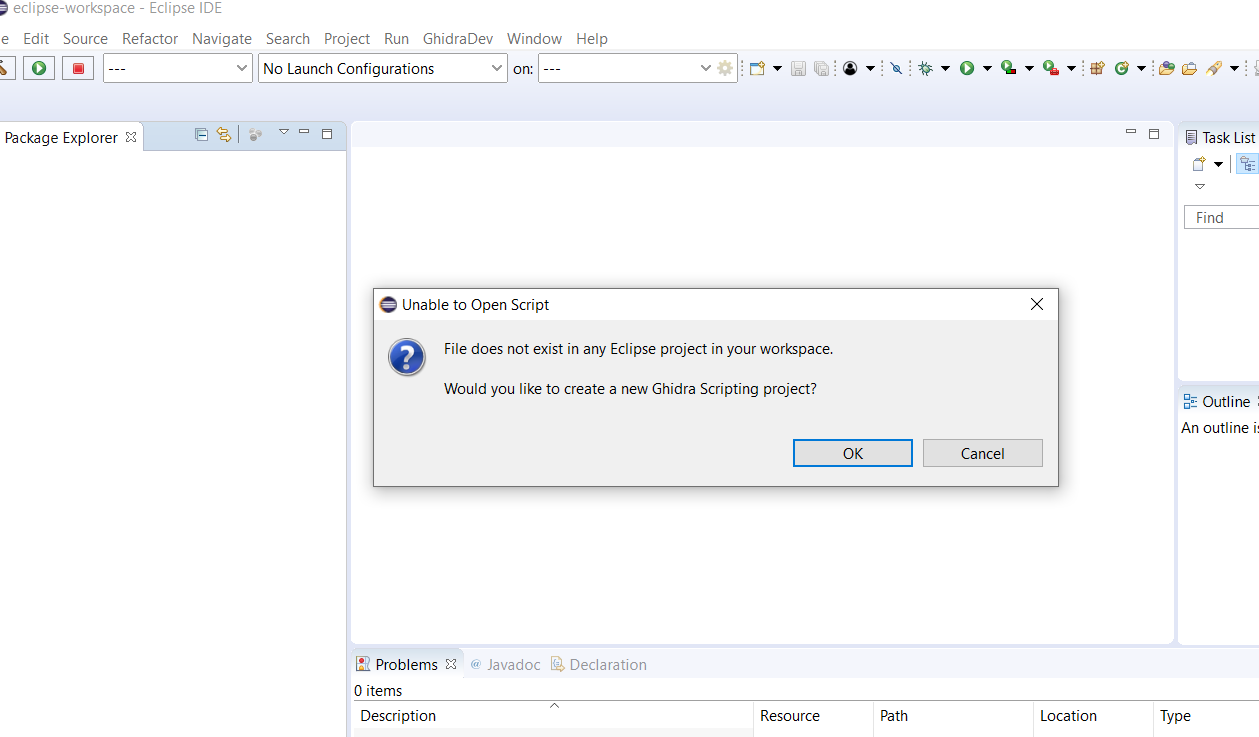 eclipse-workspace - Eclipse IDE
e Edit Source Refactor Navigate Search Project Run GhidraDev Window Help
--- No Launch Configurations on: ---
Package Explorer
Task List
Find
Unable to Open Script
File does not exist in any Eclipse project in your workspace.
Would you like to create a new Ghidra Scripting project?
OK Cancel
Outline
An outline is
Problems @ Javadoc Declaration
0 items
Description Resource Path Location Type